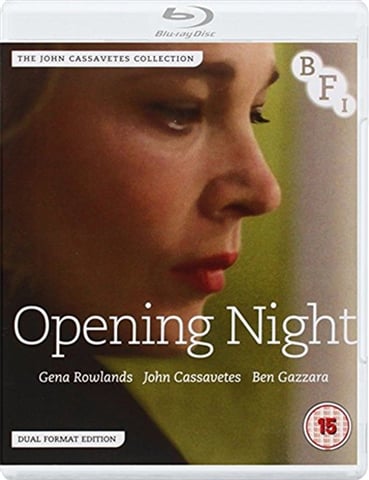 Blu-ray Disc
THE JOHN CASSAVETES COLLECTION
BFI
Opening Night
Gena Rowlands John Cassavetes Ben Gazzara
15
DUAL FORMAT EDITION